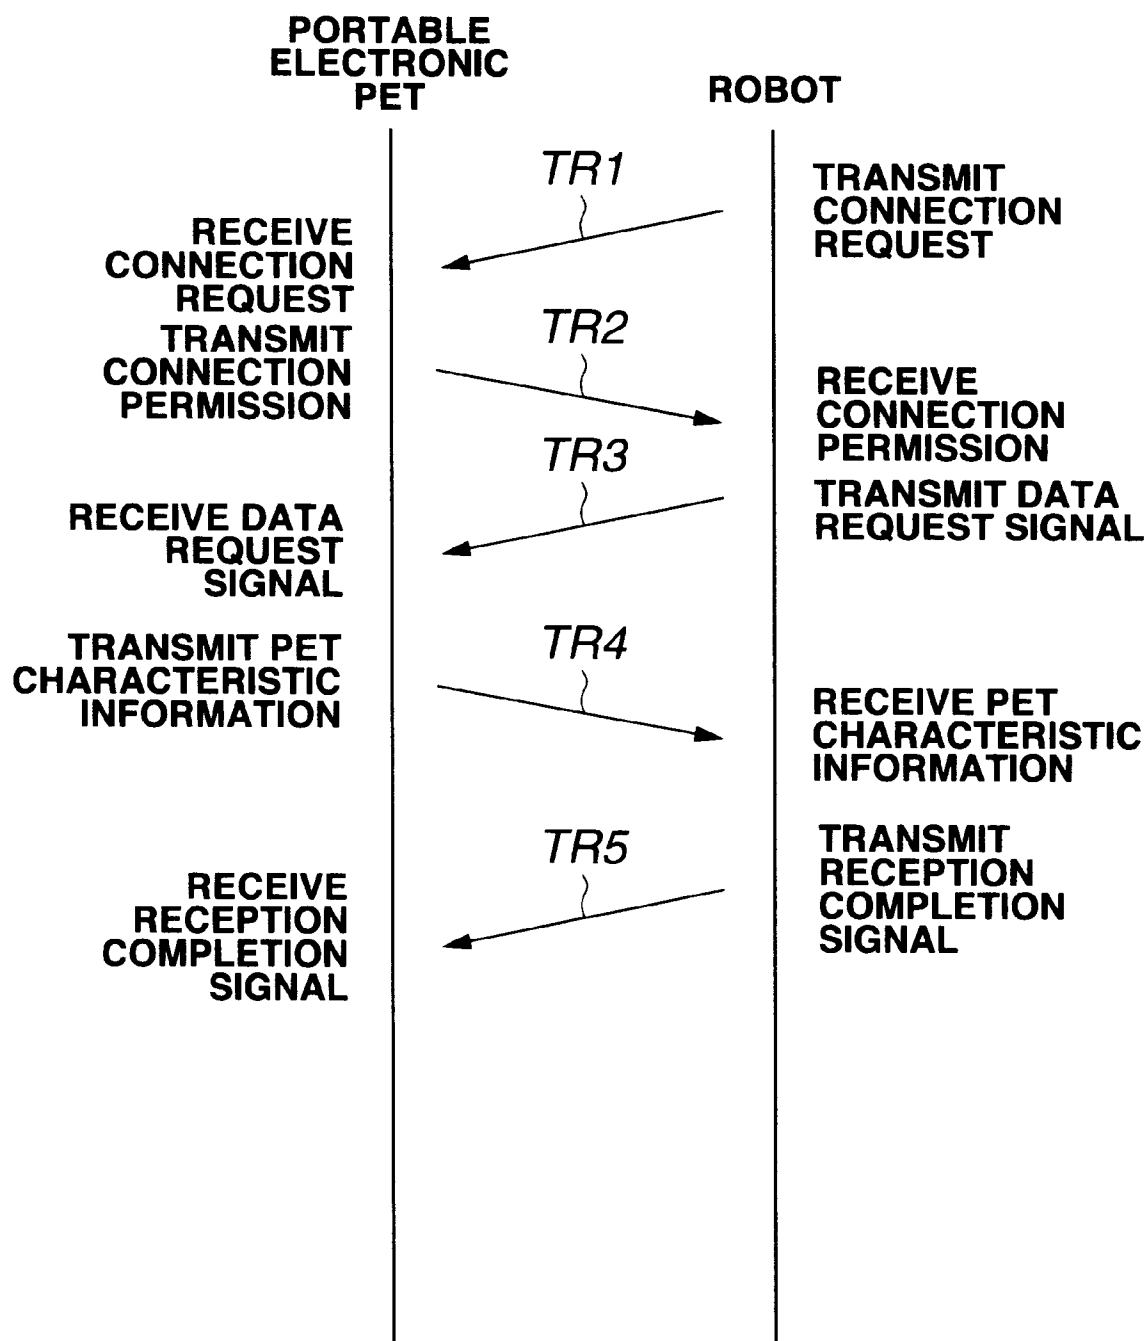 PORTABLE
ELECTRONIC
PET
ROBOT
TR1
TRANSMIT
CONNECTION
REQUEST
RECEIVE
CONNECTION
REQUEST
TRANSMIT
CONNECTION
PERMISSION
TR2
RECEIVE
CONNECTION
PERMISSION
TR3
TRANSMIT DATA
REQUEST SIGNAL
RECEIVE DATA
REQUEST
SIGNAL
TRANSMIT PET
CHARACTERISTIC
INFORMATION
TR4
RECEIVE PET
CHARACTERISTIC
INFORMATION
TR5
TRANSMIT
RECEPTION
COMPLETION
SIGNAL
RECEIVE
RECEPTION
COMPLETION
SIGNAL